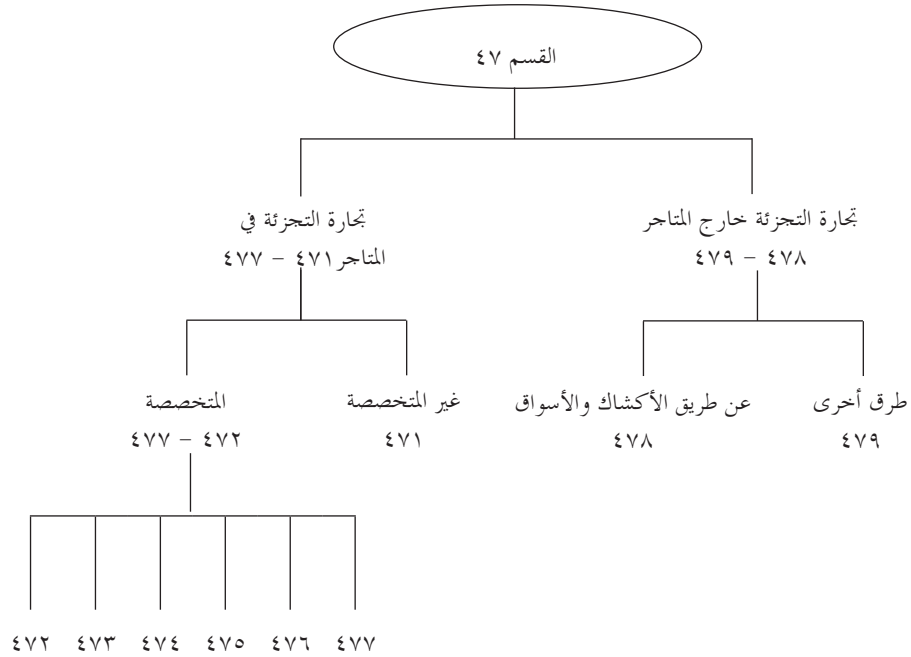 القسم ٤٧
تجارة التجزئة خارج المتاجر
٤٧٨ – ٤٧٩
تجارة التجزئة في
المتاجر ٤٧١ – ٤٧٧
طرق أخرى
٤٧٩
عن طريق الأكشاك والأسواق
٤٧٨
غير المتخصصة
٤٧١
المتخصصة
٤٧٢ – ٤٧٧
٤٧٧
٤٧٦
٤٧٥
٤٧٤
٤٧٣
٤٧٢